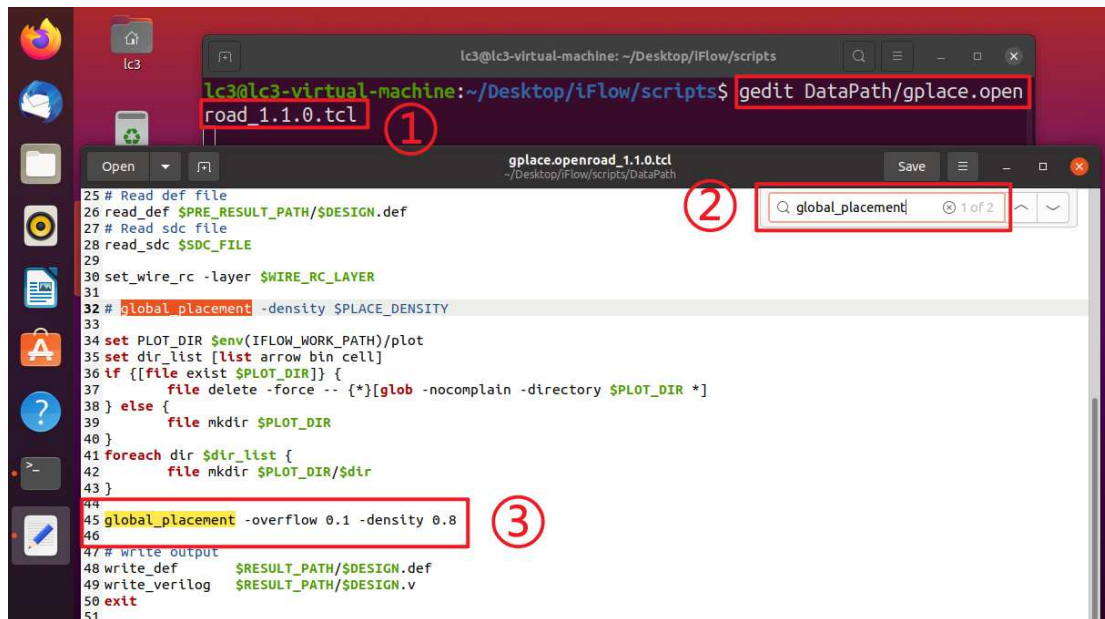 lc3
lc3@lc3-virtual-machine: ~/Desktop/iFlow/scripts
lc3@lc3-virtual-machine:~/Desktop/iFlow/scripts$ gedit DataPath/gplace.open
road_1.1.0.tcl
①
Open
gplace.openroad_1.1.0.tcl
~/Desktop/iFlow/scripts/DataPath
Save
②
global_placement
1 of 2
25 # Read def file
26 read_def $PRE_RESULT_PATH/$DESIGN.def
27 # Read sdc file
28 read_sdc $SDC_FILE
29
30 set_wire_rc -layer $WIRE_RC_LAYER
31
32 # global_placement -density $PLACE_DENSITY
33
34 set PLOT_DIR $env(IFLOW_WORK_PATH)/plot
35 set dir_list [list arrow bin cell]
36 if {[file exist $PLOT_DIR]} {
37 file delete -force -- {*}[glob -nocomplain -directory $PLOT_DIR *]
38 } else {
39 file mkdir $PLOT_DIR
40 }
41 foreach dir $dir_list {
42 file mkdir $PLOT_DIR/$dir
43 }
44
45 global_placement -overflow 0.1 -density 0.8
③
46
47 # write output
48 write_def $RESULT_PATH/$DESIGN.def
49 write_verilog $RESULT_PATH/$DESIGN.v
50 exit
51